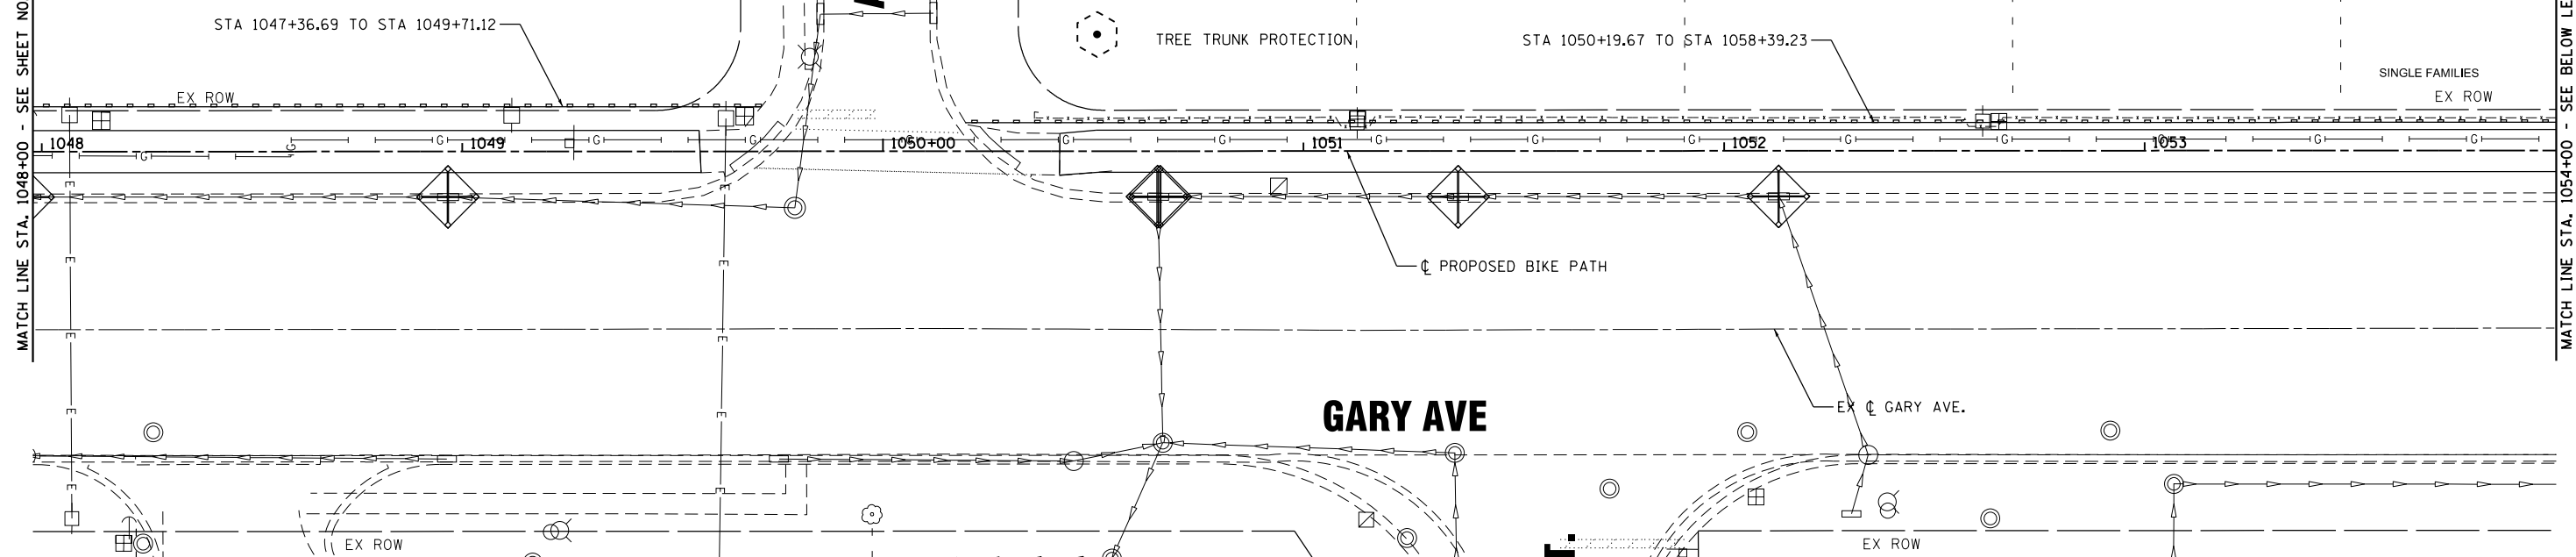 MATCH LINE STA. 1048+00 - SEE SHEET NO
STA 1047+36.69 TO STA 1049+71.12
TREE TRUNK PROTECTION
STA 1050+19.67 TO STA 1058+39.23
SINGLE FAMILIES
EX ROW
EX ROW
MATCH LINE STA. 1054+00 - SEE BELOW LE
G G G G G G G G G G G G G G G
1048
1049
1050+00
1051
1052
1053
G
G
E E
℄ PROPOSED BIKE PATH
E E
E E
E E
E E
GARY AVE
EX ℄ GARY AVE.
EX ROW
EX ROW